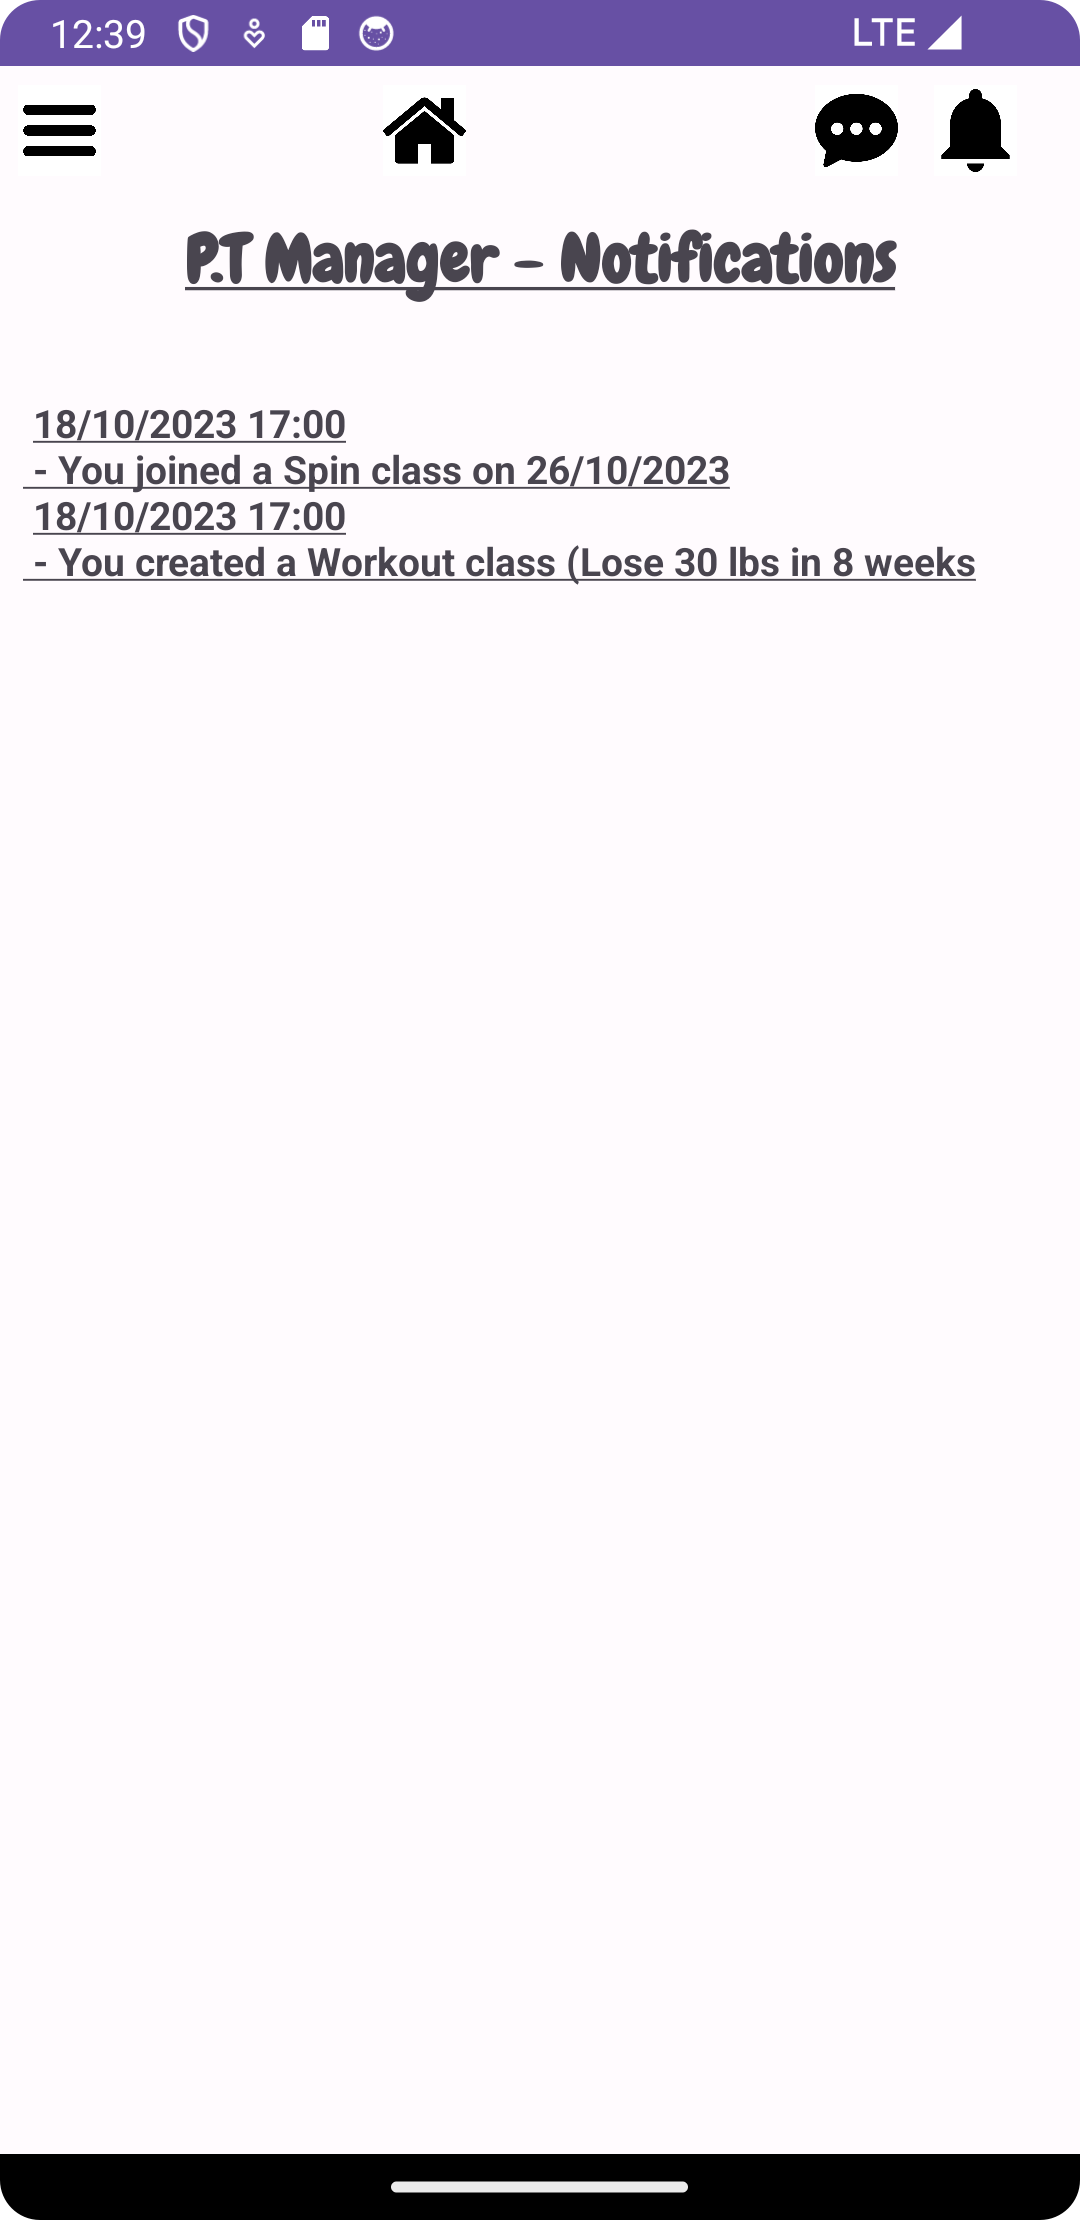 12:39
LTE
P.T Manager - Notifications
18/10/2023 17:00
- You joined a Spin class on 26/10/2023
18/10/2023 17:00
- You created a Workout class (Lose 30 lbs in 8 weeks